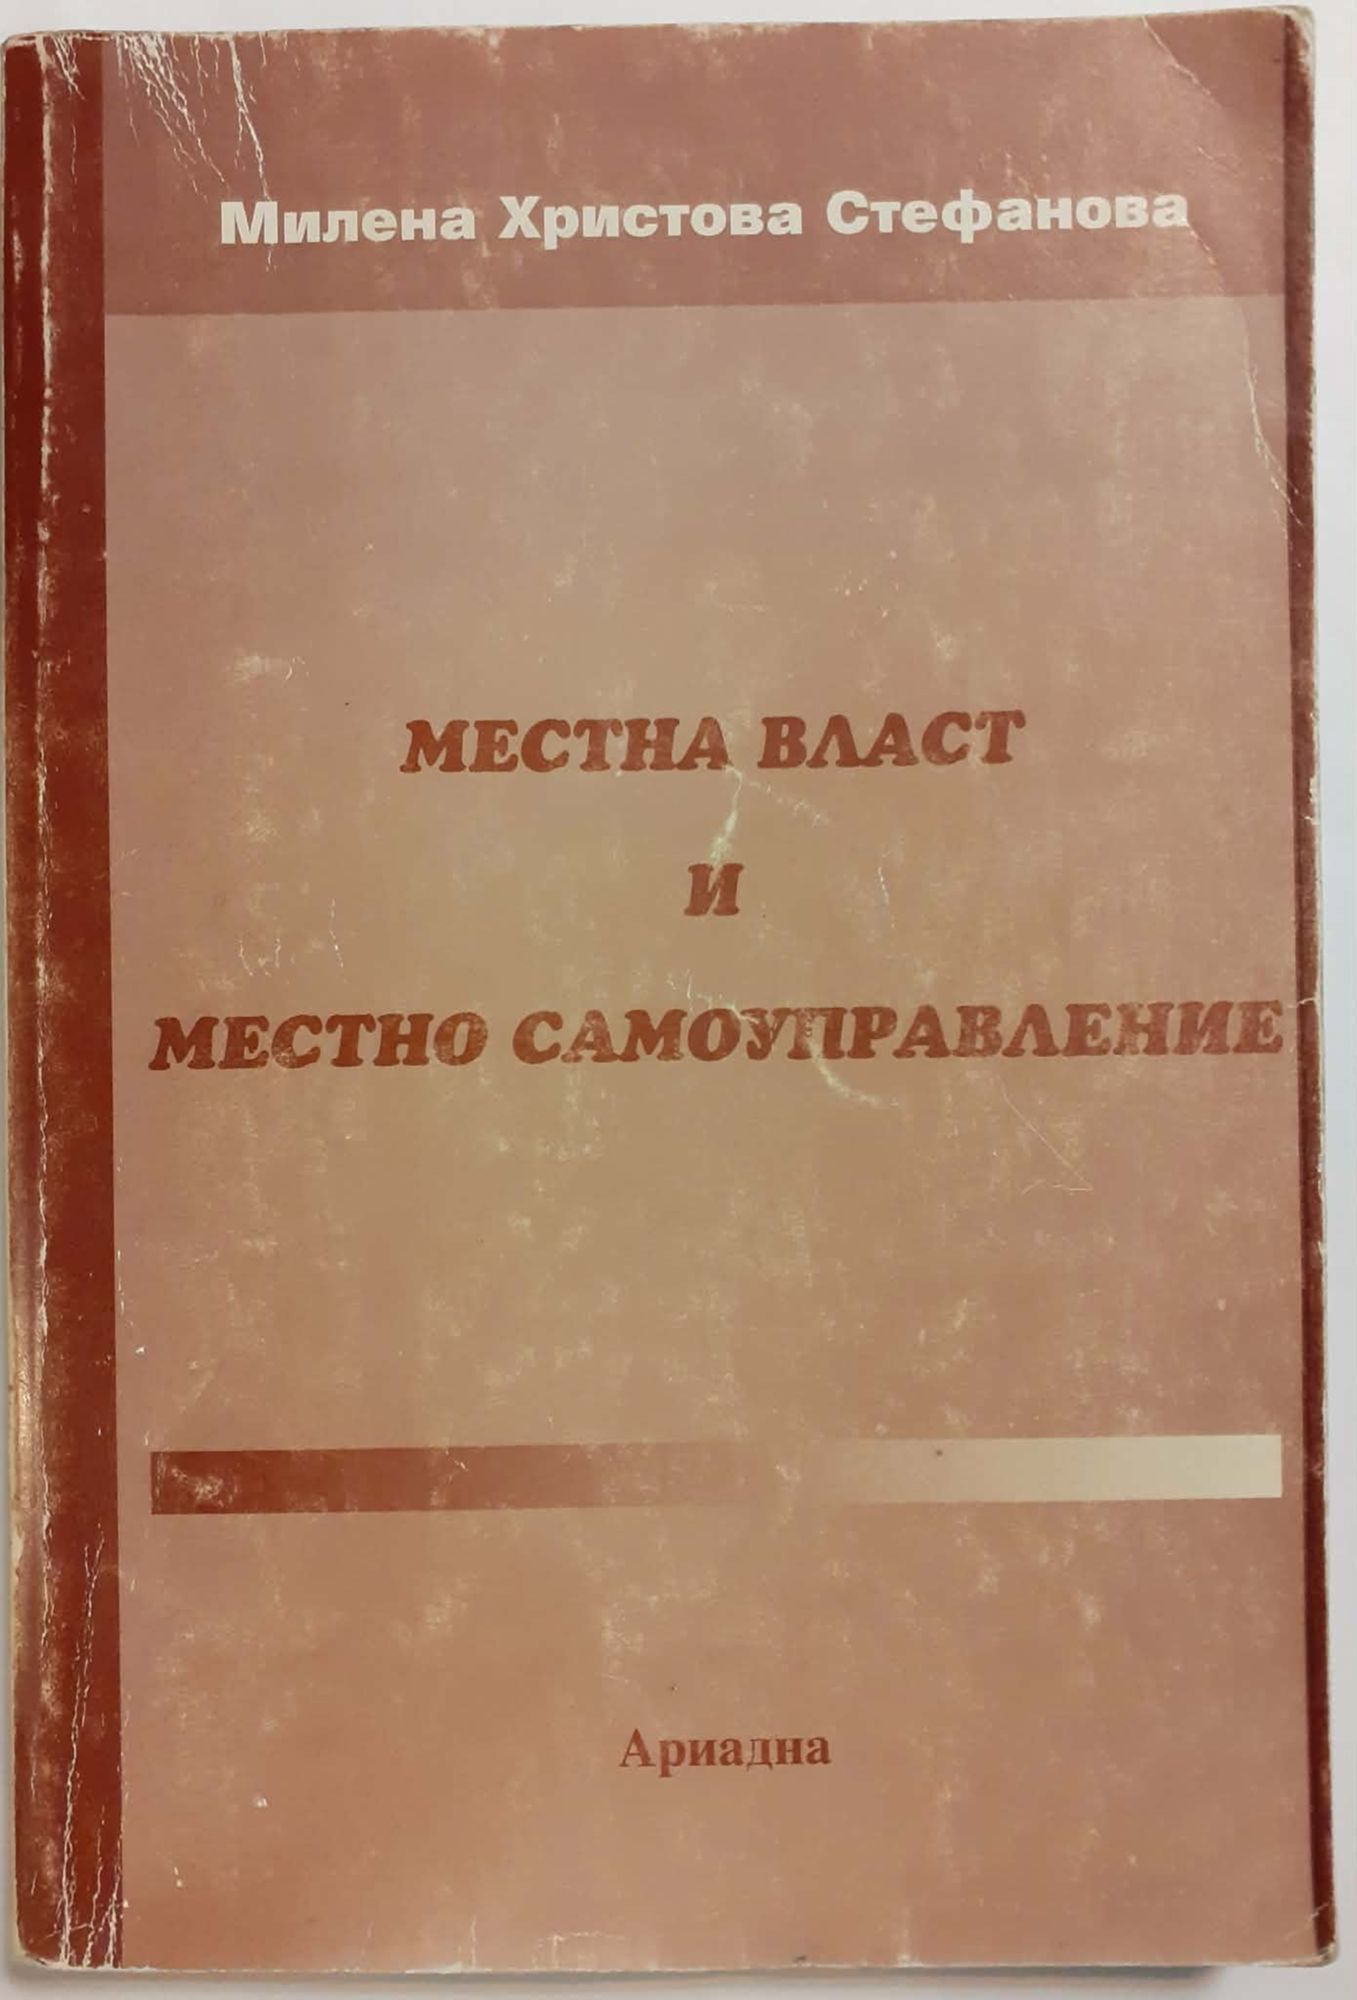 Милена Христова Стефанова
МЕСТНА ВЛАСТ
И
МЕСТНО САМОУПРАВЛЕНИЕ
Ариадна